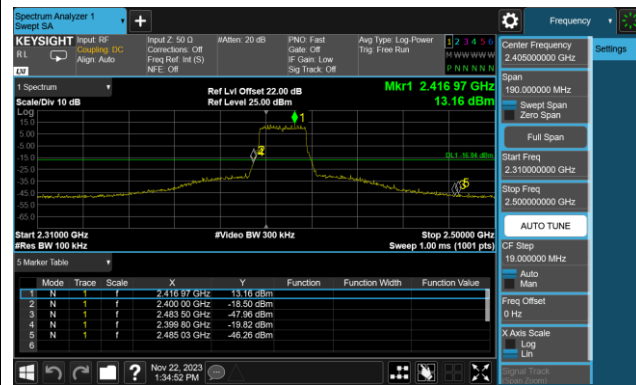 Spectrum Analyzer 1
Swept SA
Frequency
KEYSIGHT
Input: RF
Coupling: DC
Align: Auto
Input Z: 50 Ω
Corrections: Off
Freq Ref: Int (S)
NFE: Off
#Atten: 20 dB
PNO: Fast
Gate: Off
IF Gain: Low
Sig Track: Off
Avg Type: Log-Power
Trig: Free Run
1 2 3 4 5 6
M W W W W W
P N N N N N
RL
LXI
1 Spectrum
Scale/Div 10 dB
Ref Lvl Offset 22.00 dB
Ref Level 25.00 dBm
Mkr1 2.416 97 GHz
13.16 dBm
Log
15.0
5.00
-5.00
-15.0
-25.0
-35.0
-45.0
-55.0
-65.0
1
DL1 -16.84 dBm
5
Start 2.31000 GHz
#Res BW 100 kHz
#Video BW 300 kHz
Stop 2.50000 GHz
Sweep 1.00 ms (1001 pts)
5 Marker Table
Mode Trace Scale X Y Function Function Width Function Value
1 N 1 f 2.416 97 GHz 13.16 dBm
2 N 1 f 2.400 00 GHz -18.50 dBm
3 N 1 f 2.483 50 GHz -47.96 dBm
4 N 1 f 2.399 80 GHz -19.82 dBm
5 N 1 f 2.485 03 GHz -46.26 dBm
6
Nov 22, 2023
1:34:52 PM
Center Frequency
2.405000000 GHz
Settings
Span
190.000000 MHz
Swept Span
Zero Span
Full Span
Start Freq
2.310000000 GHz
Stop Freq
2.500000000 GHz
AUTO TUNE
CF Step
19.000000 MHz
Auto
Man
Freq Offset
0 Hz
X Axis Scale
Log
Lin
Signal Track
(Span Zoom)